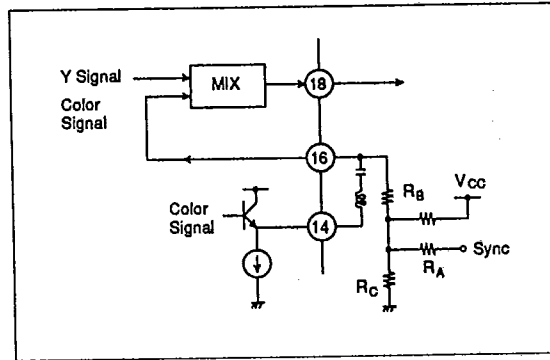 Y Signal
MIX
18
Color
Signal
16
R_B
V_CC
Color
Signal
14
Sync
R_A
R_C